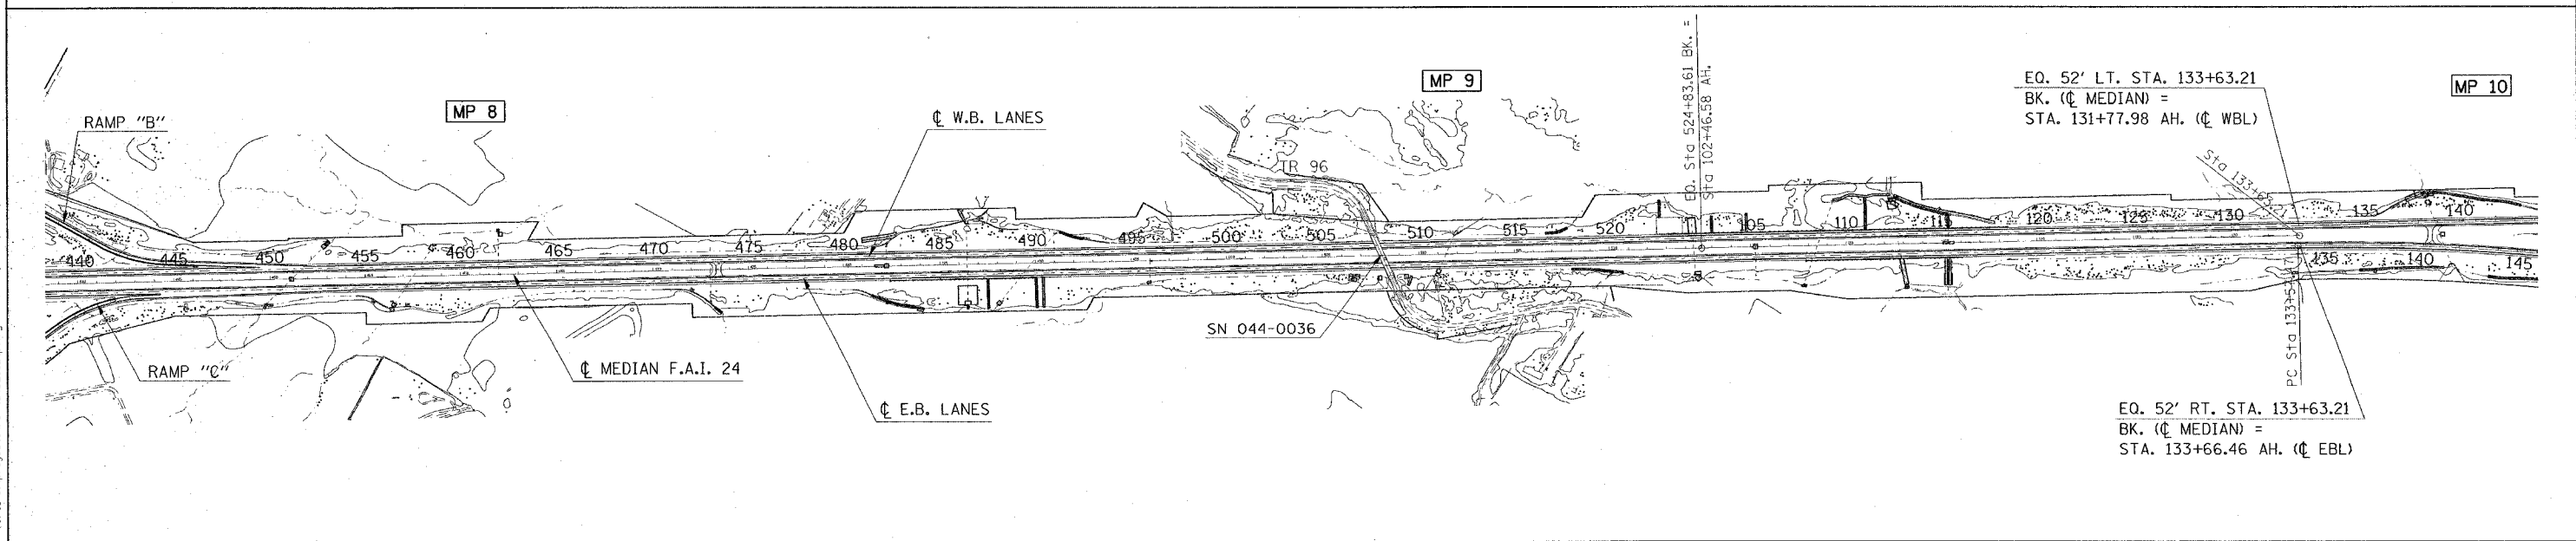 MP 8
MP 9
MP 10
RAMP "B"
℄ W.B. LANES
TR 96
EQ. Sta 524+83.61 BK. =
Sta 102+46.58 AH.
EQ. 52' LT. STA. 133+63.21
BK. (℄ MEDIAN) =
STA. 131+77.98 AH. (℄ WBL)
440 445 450 455 460 465 470 475 480 485 490 495 500 505 510 515 520 105 110 115 120 125 130 135 140
135 140 145
RAMP "C"
℄ MEDIAN F.A.I. 24
℄ E.B. LANES
SN 044-0036
EQ. 52' RT. STA. 133+63.21
BK. (℄ MEDIAN) =
STA. 133+66.46 AH. (℄ EBL)